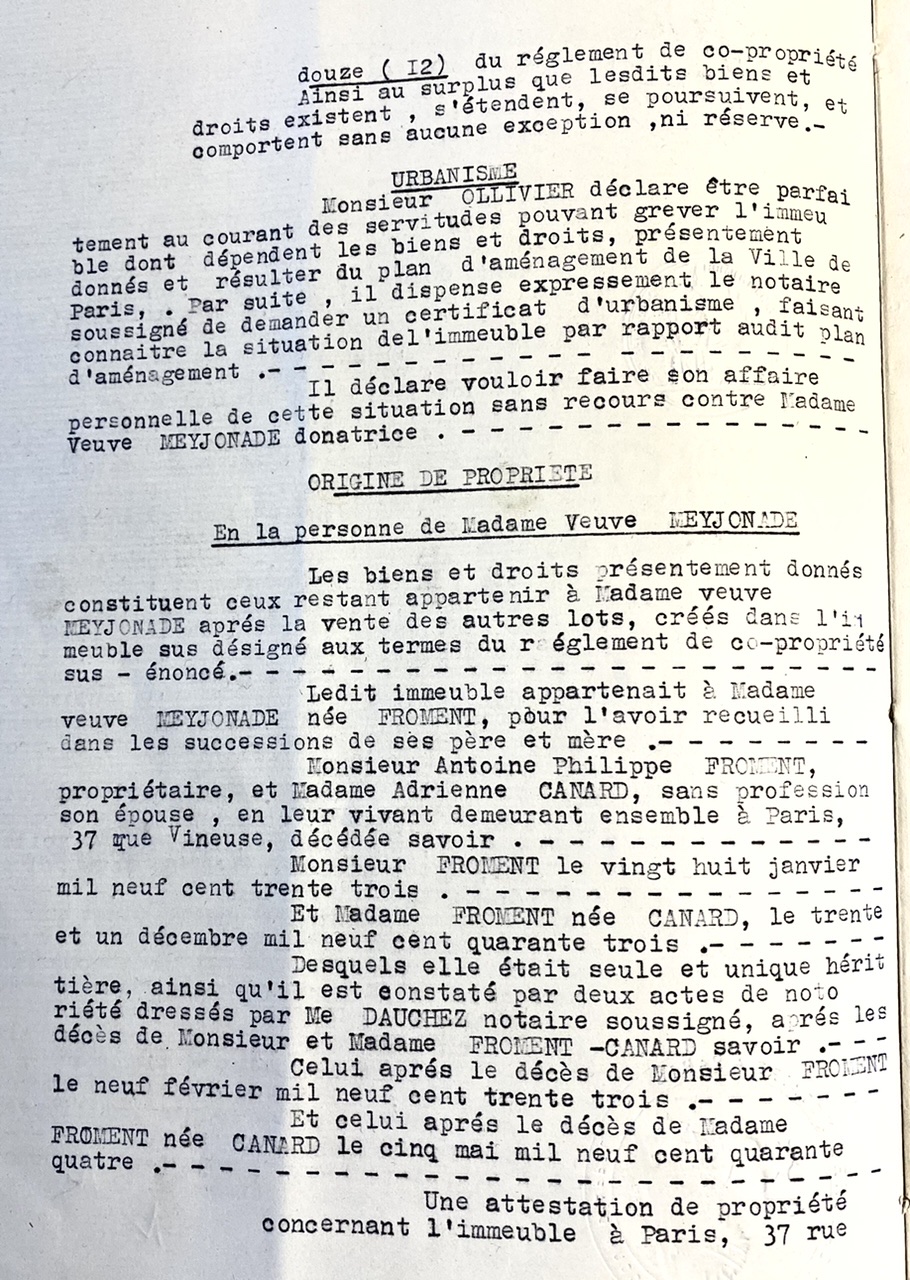 douze ( I2) du réglement de co-propriété
Ainsi au surplus que lesdits biens et
droits existent , s'étendent, se poursuivent, et
comportent sans aucune exception ,ni réserve.-
URBANISME
Monsieur OLLIVIER déclare être parfai
tement au courant des servitudes pouvant grever l'immeu
ble dont dépendent les biens et droits, présentement
donnés et résulter du plan d'aménagement de la Ville de
Paris, . Par suite , il dispense expressement le notaire
soussigné de demander un certificat d'urbanisme , faisant
connaitre la situation del'immeuble par rapport audit plan
d'aménagement .- - - - - - - - - - - - - - - - - -
Il déclare vouloir faire son affaire
personnelle de cette situation sans recours contre Madame
Veuve MEYJONADE donatrice . - - - - - - - - - - - - - -
ORIGINE DE PROPRIETE
En la personne de Madame Veuve MEYJONADE
Les biens et droits présentement donnés
constituent ceux restant appartenir à Madame veuve
MEYJONADE aprés la vente des autres lots, créés dans l'im
meuble sus désigné aux termes du r églement de co-propriété
sus - énoncé.- - - - - - - - - - - - - - - - - - - - - -
Ledit immeuble appartenait à Madame
veuve MEYJONADE née FROMENT, pour l'avoir recueilli
dans les successions de ses père et mère .- - - - - - - -
Monsieur Antoine Philippe FROMENT,
propriétaire, et Madame Adrienne CANARD, sans profession
son épouse , en leur vivant demeurant ensemble à Paris,
37 rue Vineuse, décédée savoir . - - - - - - - - - - - -
Monsieur FROMENT le vingt huit janvier
mil neuf cent trente trois . - - - - - - - - - - - - - -
Et Madame FROMENT née CANARD, le trente
et un décembre mil neuf cent quarante trois .- - - - - -
Desquels elle était seule et unique hérit
tière, ainsi qu'il est constaté par deux actes de noto
riété dressés par Me DAUCHEZ notaire soussigné, aprés les
décès de Monsieur et Madame FROMENT -CANARD savoir .- - -
Celui aprés le décès de Monsieur FROMENT
le neuf février mil neuf cent trente trois .- - - - - - -
Et celui aprés le décès de Madame
FROMENT née CANARD le cinq mai mil neuf cent quarante
quatre .- - - - - - - - - - - - - - - - - - - - - - - -
Une attestation de propriété
concernant l'immeuble à Paris, 37 rue